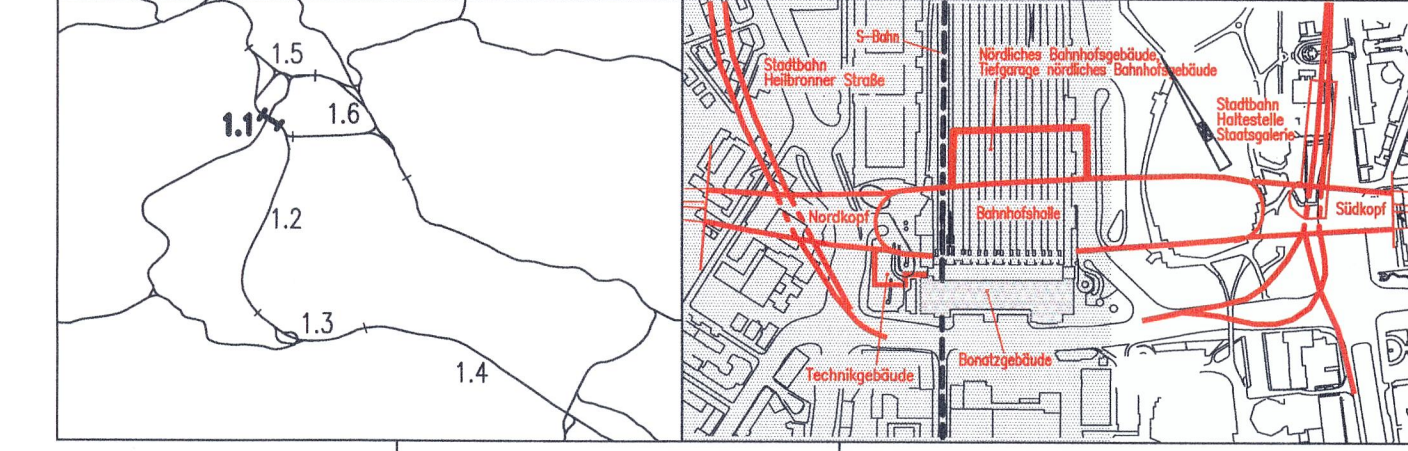 1.5
1.6
1.1
1.2
1.3
1.4
S-Bahn
Nördliches Bahnhofsgebäude,
Tiefgarage nördliches Bahnhofsgebäude
Stadtbahn
Heilbronner Straße
Stadtbahn
Haltestelle
Staatsgalerie
Nordkopf
Bahnhofshalle
Südkopf
Technikgebäude
Bonatzgebäude